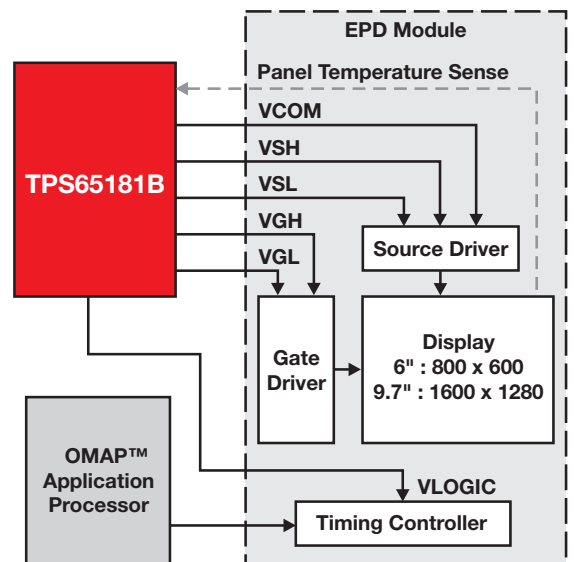 EPD Module
Panel Temperature Sense
VCOM
VSH
VSL
VGH
VGL
TPS65181B
Source Driver
Gate
Driver
Display
6" : 800 x 600
9.7" : 1600 x 1280
OMAP™
Application
Processor
VLOGIC
Timing Controller